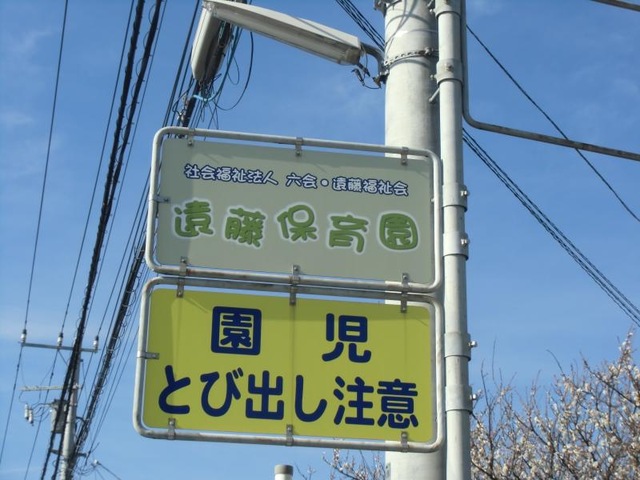 社会福祉法人 六会・遠藤福祉会
遠藤保育園
園児
とび出し注意